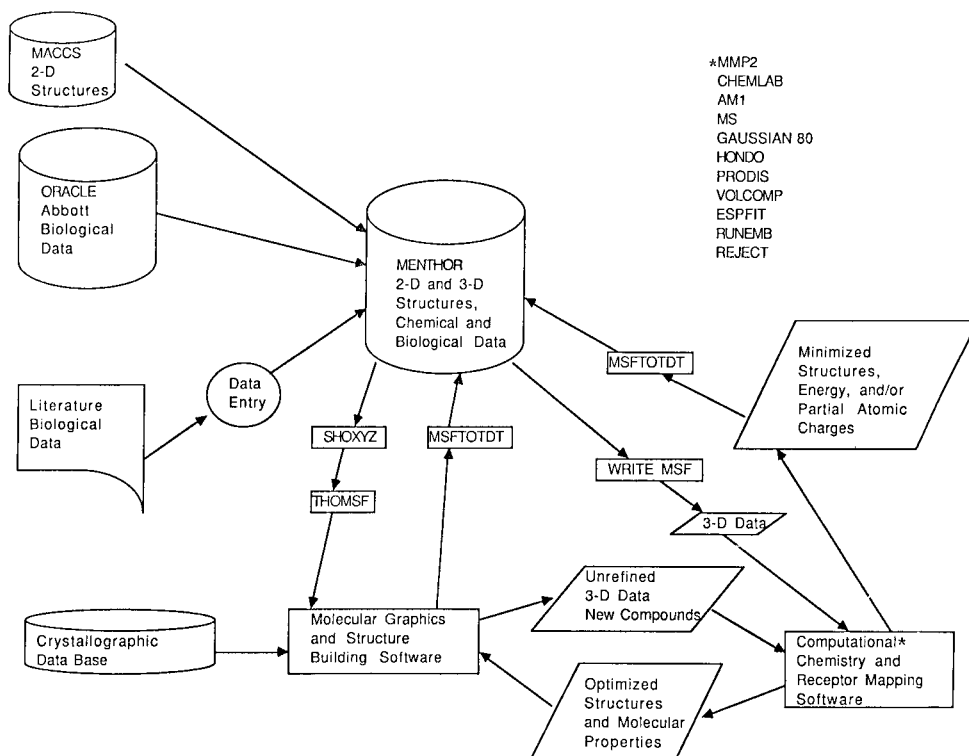 MACCS
2-D
Structures
*MMP2
CHEMLAB
AM1
MS
GAUSSIAN 80
HONDO
PRODIS
VOLCOMP
ESPFIT
RUNEMB
REJECT
ORACLE
Abbott
Biological
Data
MENTHOR
2-D and 3-D
Structures,
Chemical and
Biological Data
MSFTOTDT
Minimized
Structures,
Energy, and/or
Partial Atomic
Charges
Data
Entry
Literature
Biological
Data
SHOXYZ
MSFTOTDT
WRITE MSF
THOMSF
3-D Data
Unrefined
3-D Data
New Compounds
Molecular Graphics
and Structure
Building Software
Crystallographic
Data Base
Computational*
Chemistry and
Receptor Mapping
Software
Optimized
Structures
and Molecular
Properties